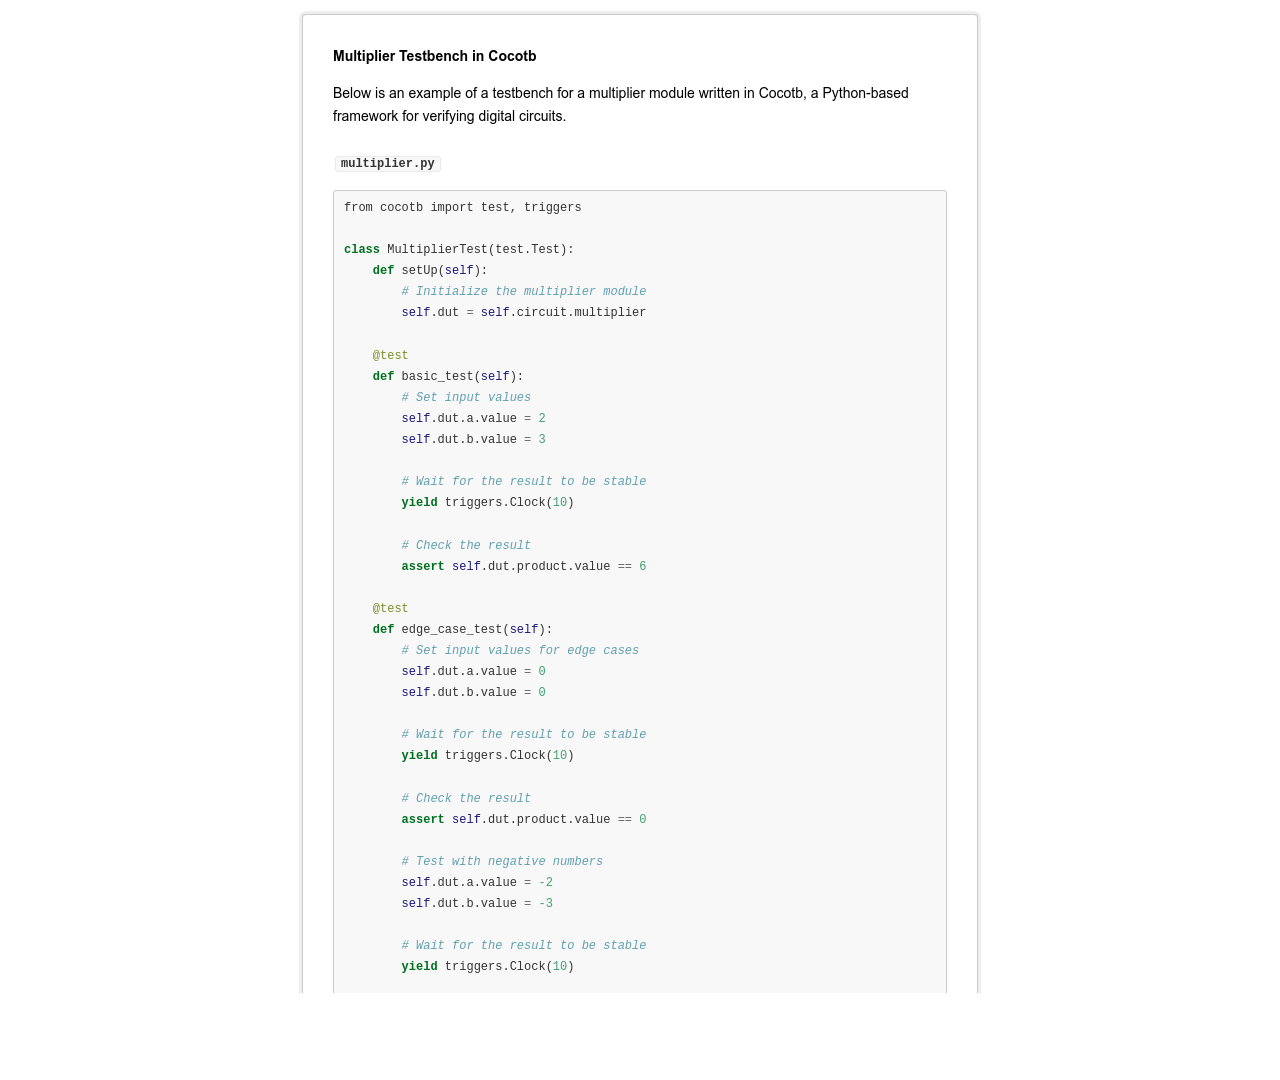 Multiplier Testbench in Cocotb
Below is an example of a testbench for a multiplier module written in Cocotb, a Python-based
framework for verifying digital circuits.
multiplier.py
from cocotb import test, triggers
class MultiplierTest(test.Test):
    def setUp(self):
        # Initialize the multiplier module
        self.dut = self.circuit.multiplier
    @test
    def basic_test(self):
        # Set input values
        self.dut.a.value = 2
        self.dut.b.value = 3
        # Wait for the result to be stable
        yield triggers.Clock(10)
        # Check the result
        assert self.dut.product.value == 6
    @test
    def edge_case_test(self):
        # Set input values for edge cases
        self.dut.a.value = 0
        self.dut.b.value = 0
        # Wait for the result to be stable
        yield triggers.Clock(10)
        # Check the result
        assert self.dut.product.value == 0
        # Test with negative numbers
        self.dut.a.value = -2
        self.dut.b.value = -3
        # Wait for the result to be stable
        yield triggers.Clock(10)